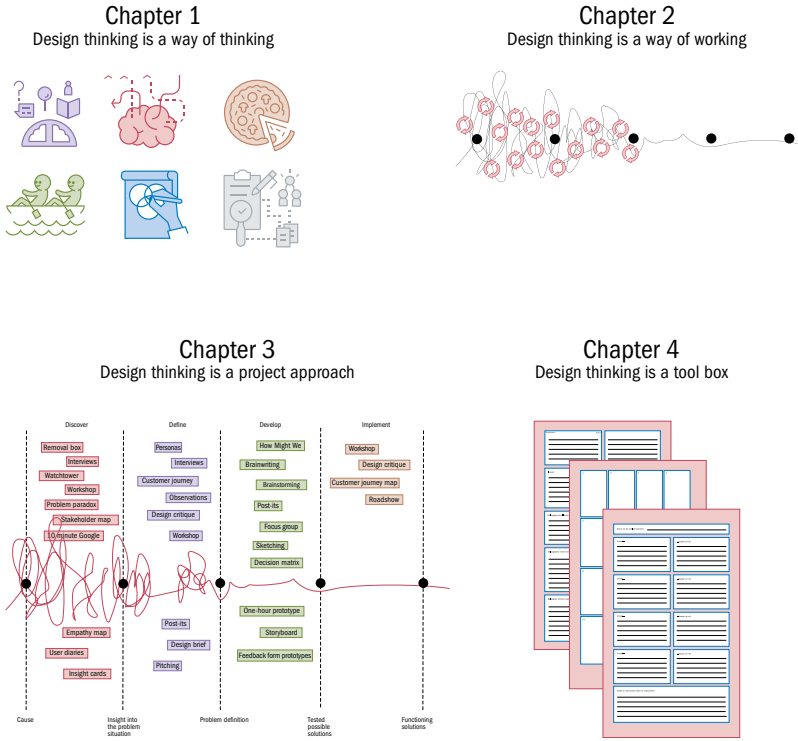 Chapter 1
Design thinking is a way of thinking
Chapter 2
Design thinking is a way of working
Chapter 3
Design thinking is a project approach
Discover
Define
Develop
Implement
Removal box
Interviews
Watchtower
Workshop
Problem paradox
Stakeholder map
10 minute Google
Empathy map
User diaries
Insight cards
Personas
Interviews
Customer journey
Observations
Design critique
Workshop
Post-its
Design brief
Pitching
How Might We
Brainwriting
Brainstorming
Post-its
Focus group
Sketching
Decision matrix
One-hour prototype
Storyboard
Feedback form prototypes
Workshop
Design critique
Customer journey map
Roadshow
Cause
Insight into
the problem
situation
Problem definition
Tested
possible
solutions
Functioning
solutions
Chapter 4
Design thinking is a tool box